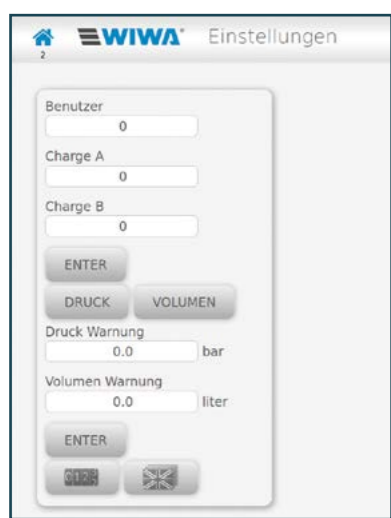 WIWA Einstellungen
2
Benutzer
0
Charge A
0
Charge B
0
ENTER
DRUCK VOLUMEN
Druck Warnung
0.0 bar
Volumen Warnung
0.0 liter
ENTER